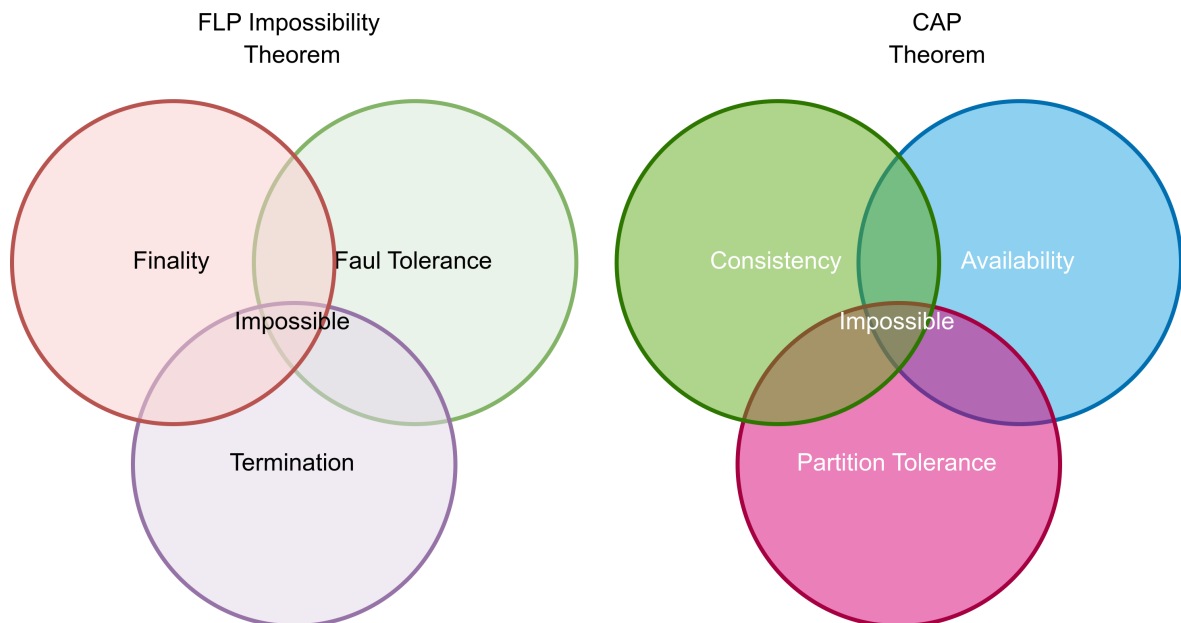 FLP Impossibility
Theorem
Finality
Faul Tolerance
Impossible
Termination
CAP
Theorem
Consistency
Availability
Impossible
Partition Tolerance